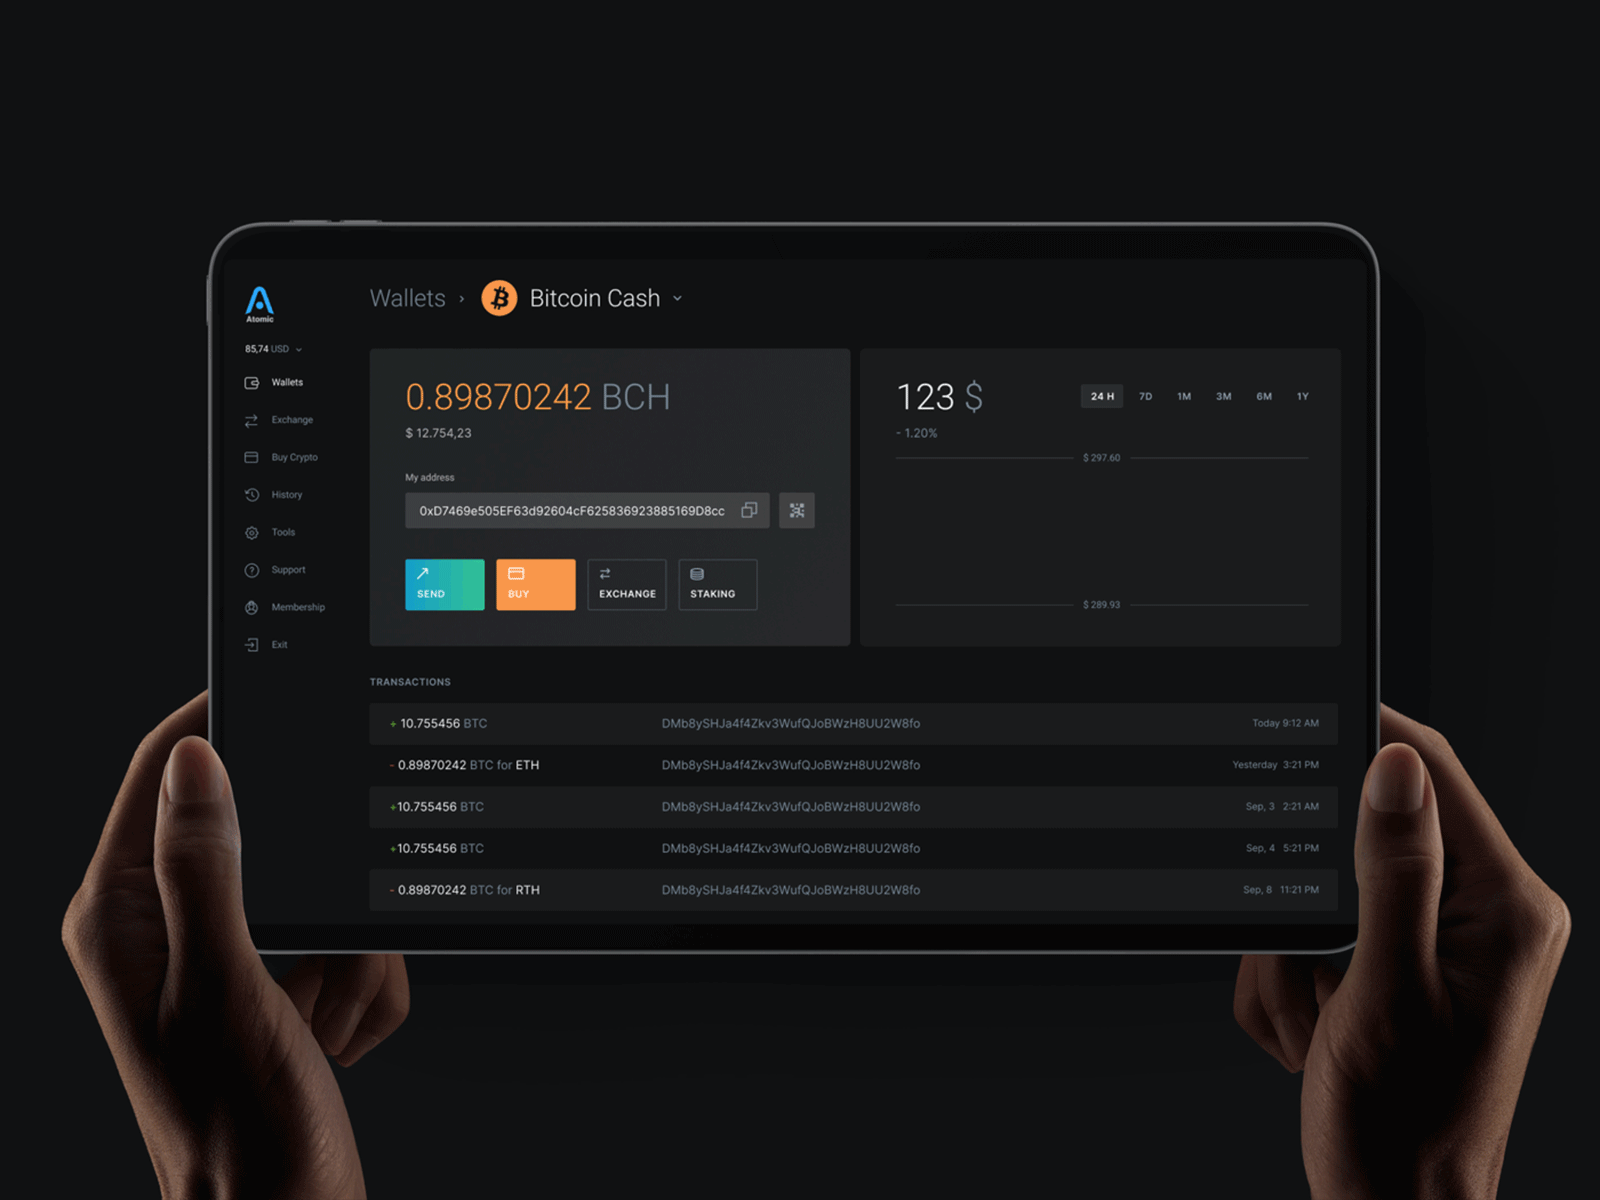 Atomic
85,74 USD
Wallets
Exchange
Buy Crypto
History
Tools
Support
Membership
Exit
Wallets › Bitcoin Cash
0.89870242 BCH
$ 12.754,23
My address
0xD7469e505EF63d92604cF625836923885169D8cc
SEND
BUY
EXCHANGE
STAKING
123 $
- 1.20%
24 H 7D 1M 3M 6M 1Y
$ 297.60
$ 289.93
TRANSACTIONS
+ 10.755456 BTC DMb8ySHJa4f4Zkv3WufQJoBWzH8UU2W8fo Today 9:12 AM
- 0.89870242 BTC for ETH DMb8ySHJa4f4Zkv3WufQJoBWzH8UU2W8fo Yesterday 3:21 PM
+10.755456 BTC DMb8ySHJa4f4Zkv3WufQJoBWzH8UU2W8fo Sep, 3 2:21 AM
+10.755456 BTC DMb8ySHJa4f4Zkv3WufQJoBWzH8UU2W8fo Sep, 4 5:21 PM
- 0.89870242 BTC for RTH DMb8ySHJa4f4Zkv3WufQJoBWzH8UU2W8fo Sep, 8 11:21 PM